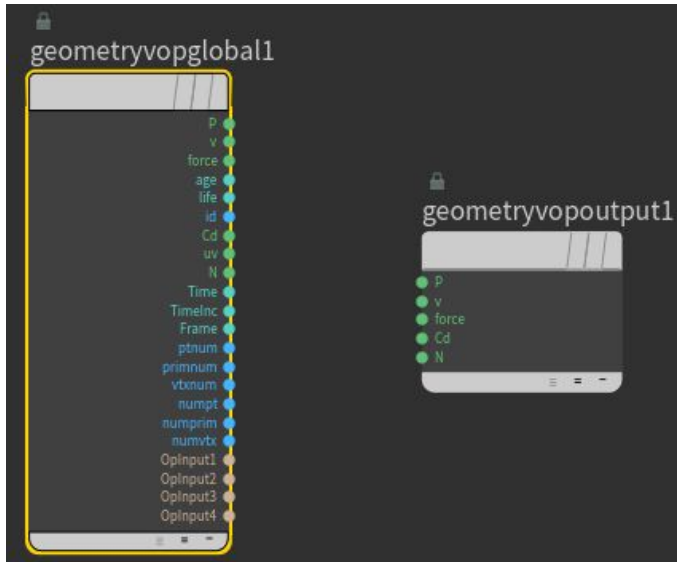 geometryvopglobal1
P
v
force
age
life
id
Cd
uv
N
Time
TimeInc
Frame
ptnum
primnum
vtxnum
numpt
numprim
numvtx
OpInput1
OpInput2
OpInput3
OpInput4
geometryvopoutput1
P
v
force
Cd
N